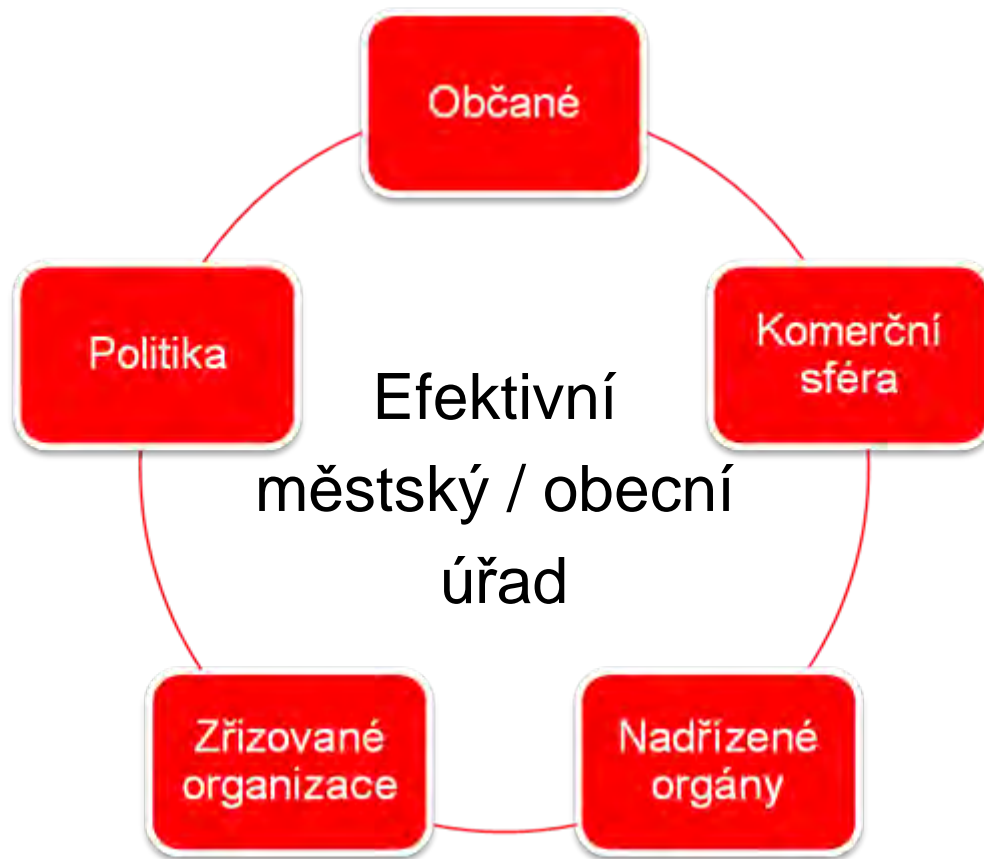 Občané
Politika
Komerční
sféra
Efektivní
městský / obecní
úřad
Zřizované
organizace
Nadřízené
orgány